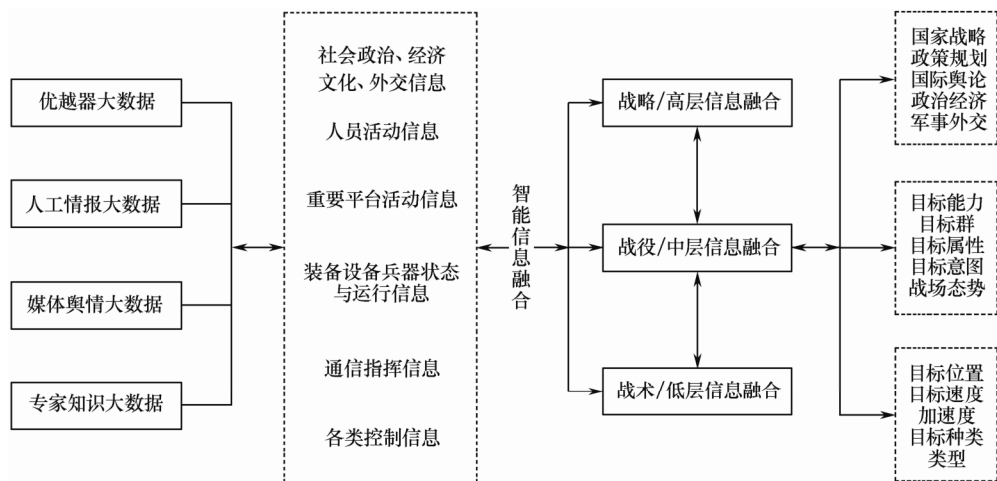 优越器大数据
人工情报大数据
媒体舆情大数据
专家知识大数据
社会政治、经济
文化、外交信息
人员活动信息
重要平台活动信息
装备设备兵器状态
与运行信息
通信指挥信息
各类控制信息
智能信息融合
战略/高层信息融合
战役/中层信息融合
战术/低层信息融合
国家战略
政策规划
国际舆论
政治经济
军事外交
目标能力
目标群
目标属性
目标意图
战场态势
目标位置
日标速度
加速度
目标种类
类型